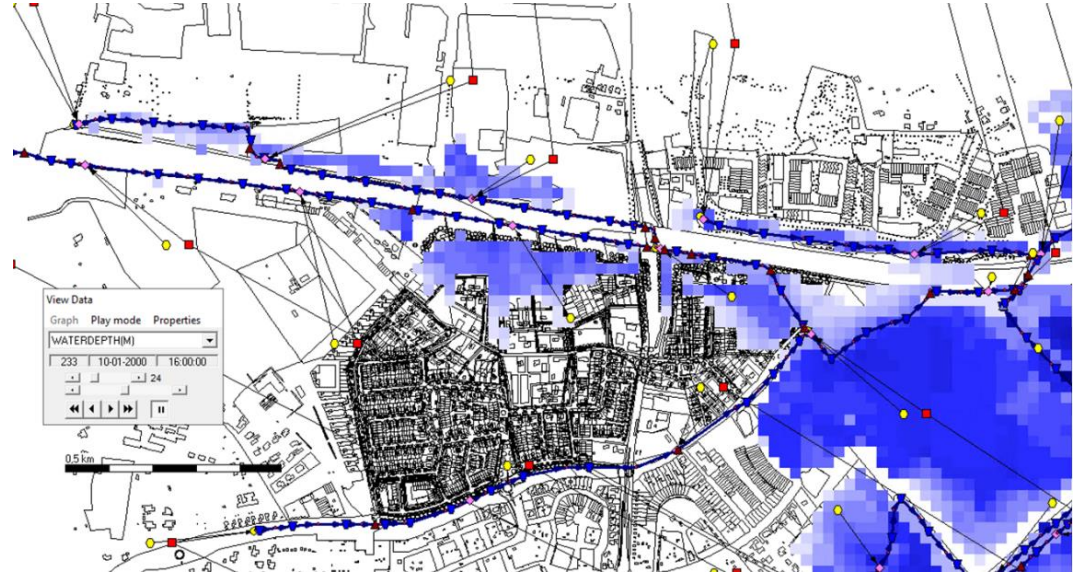 View Data
Graph Play mode Properties
WATERDEPTH(M)
233 10-01-2000 16:00:00
24
0,5 km